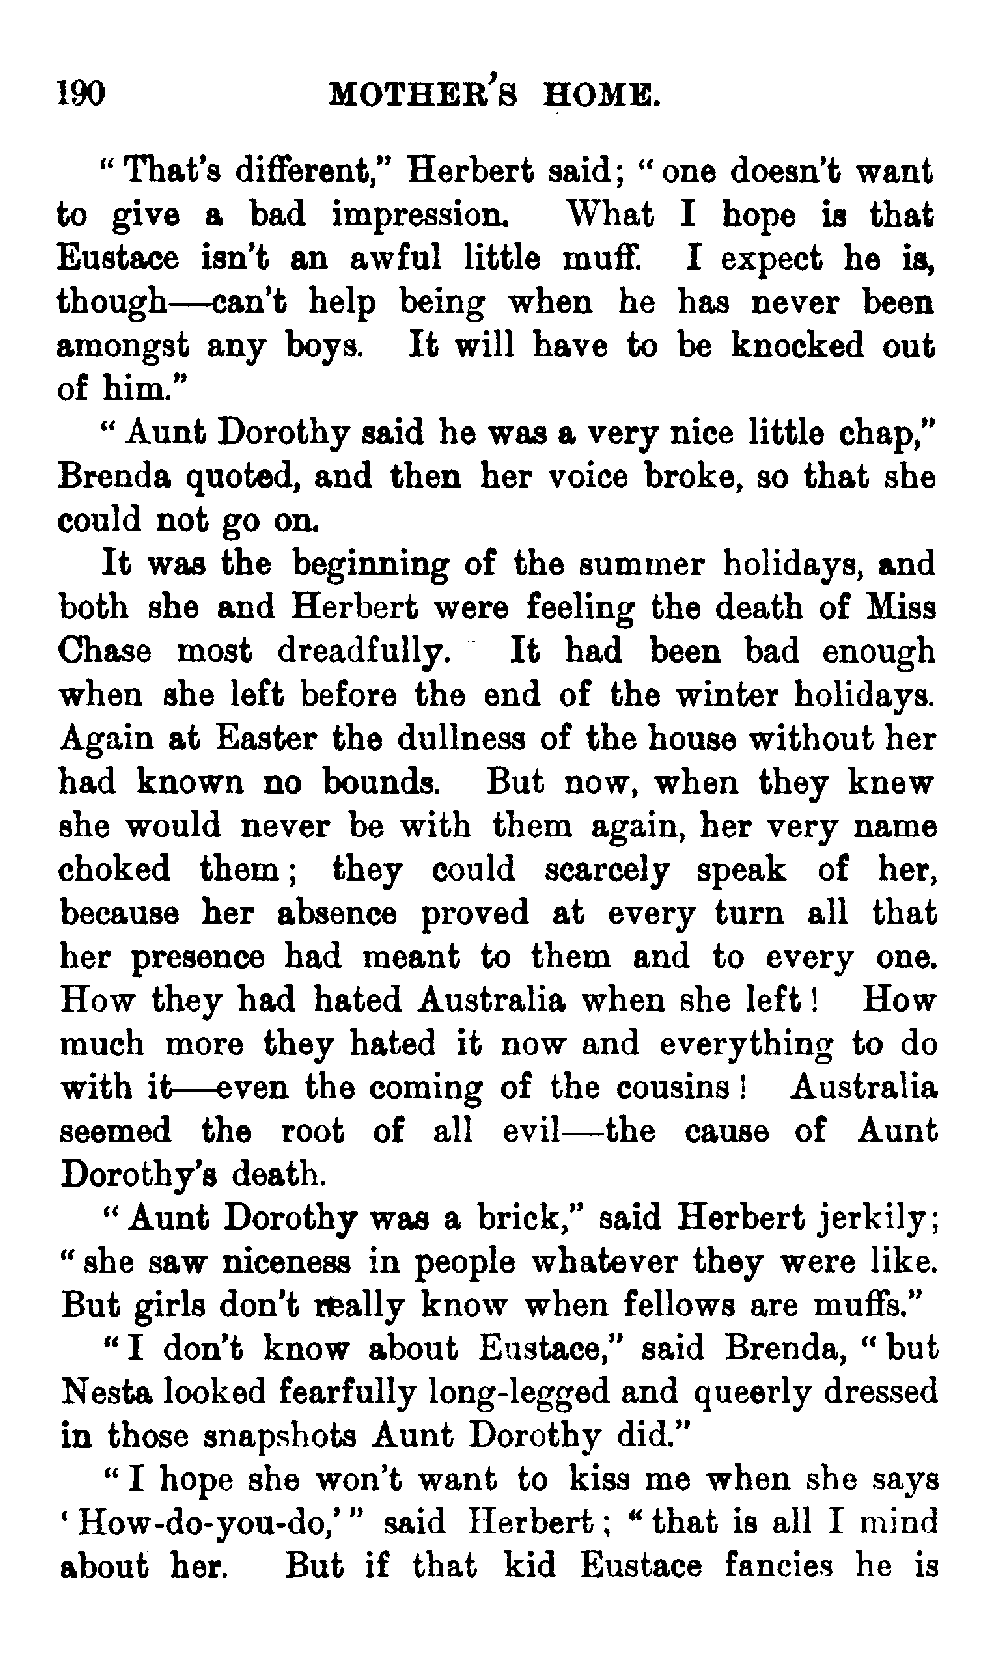 190 MOTHER'S HOME.
"That's different," Herbert said; "one doesn't want
to give a bad impression. What I hope is that
Eustace isn't an awful little muff. I expect he is,
though—can't help being when he has never been
amongst any boys. It will have to be knocked out
of him."
"Aunt Dorothy said he was a very nice little chap,"
Brenda quoted, and then her voice broke, so that she
could not go on.
It was the beginning of the summer holidays, and
both she and Herbert were feeling the death of Miss
Chase most dreadfully. It had been bad enough
when she left before the end of the winter holidays.
Again at Easter the dullness of the house without her
had known no bounds. But now, when they knew
she would never be with them again, her very name
choked them; they could scarcely speak of her,
because her absence proved at every turn all that
her presence had meant to them and to every one.
How they had hated Australia when she left! How
much more they hated it now and everything to do
with it—even the coming of the cousins! Australia
seemed the root of all evil—the cause of Aunt
Dorothy's death.
"Aunt Dorothy was a brick," said Herbert jerkily;
"she saw niceness in people whatever they were like.
But girls don't really know when fellows are muffs."
"I don't know about Eustace," said Brenda, "but
Nesta looked fearfully long-legged and queerly dressed
in those snapshots Aunt Dorothy did."
"I hope she won't want to kiss me when she says
'How-do-you-do,'" said Herbert; "that is all I mind
about her. But if that kid Eustace fancies he is